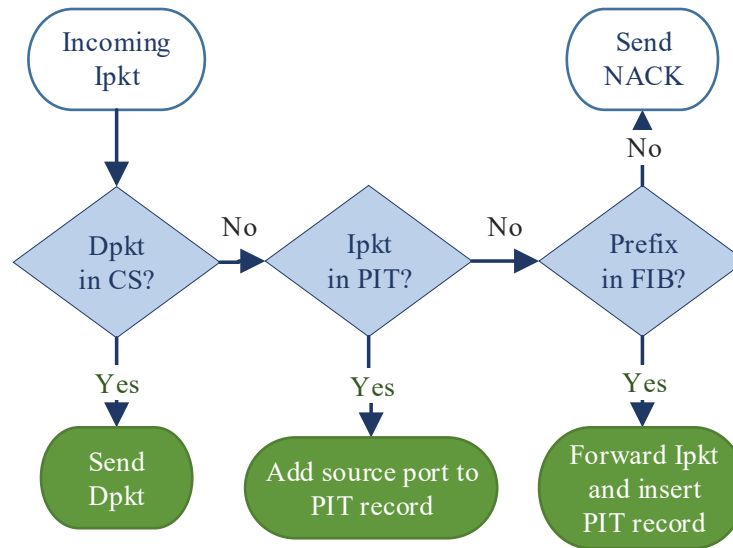 Incoming
Ipkt
Send
NACK
No
Dpkt
in CS?
No
Ipkt
in PIT?
No
Prefix
in FIB?
Yes
Yes
Yes
Send
Dpkt
Add source port to
PIT record
Forward Ipkt
and insert
PIT record